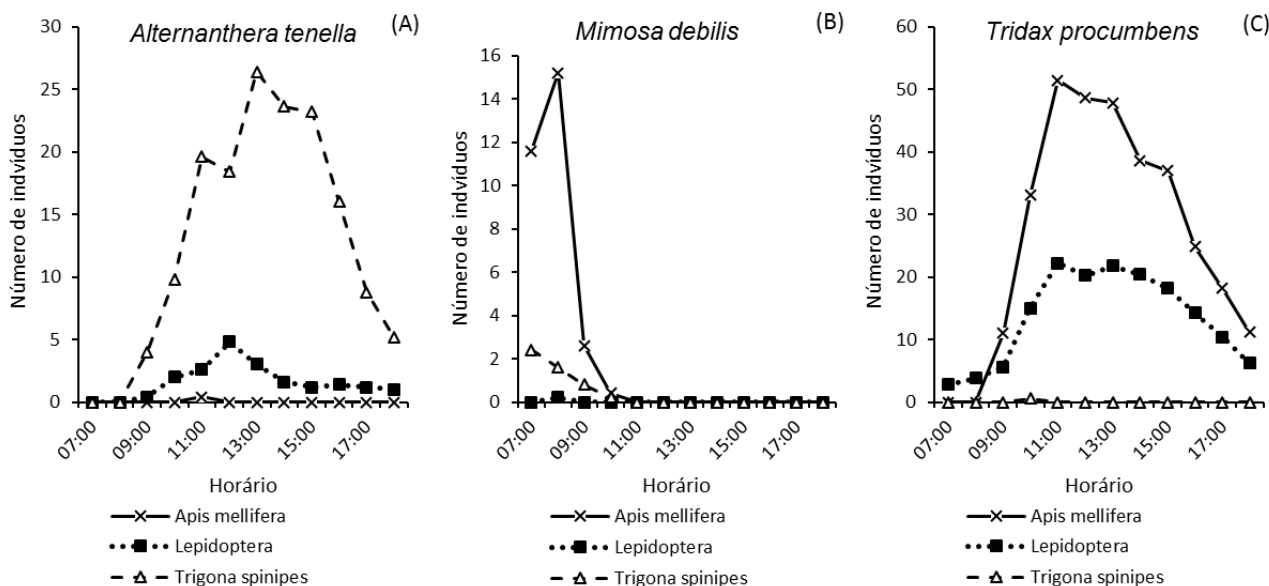 Alternanthera tenella (A)
30
25
20
15
10
5
0
Número de indvíduos
07:00 09:00 11:00 13:00 15:00 17:00
Horário
Apis mellifera
Lepidoptera
Trigona spinipes
Mimosa debilis (B)
16
14
12
10
8
6
4
2
0
Número de indvíduos
07:00 09:00 11:00 13:00 15:00 17:00
Horário
Apis mellifera
Lepidoptera
Trigona spinipes
Tridax procumbens (C)
60
50
40
30
20
10
0
Número de indvíduos
07:00 09:00 11:00 13:00 15:00 17:00
Horário
Apis mellifera
Lepidoptera
Trigona spinipes